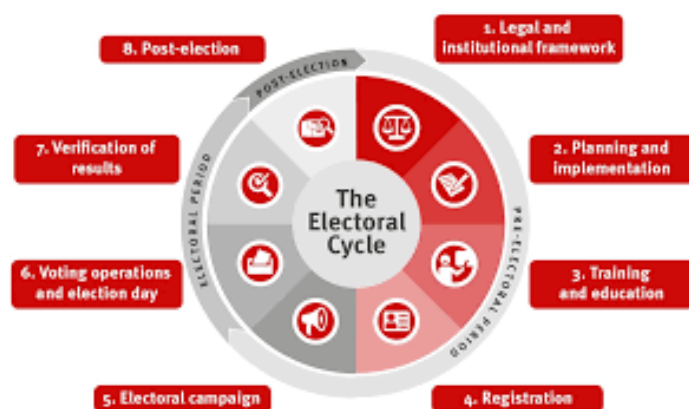 8. Post-election
1. Legal and
institutional framework
POST-ELECTION
7. Verification of
results
2. Planning and
implementation
The
Electoral
Cycle
ELECTORAL PERIOD
PRE-ELECTORAL PERIOD
6. Voting operations
and election day
3. Training
and education
5. Electoral campaign
4. Registration